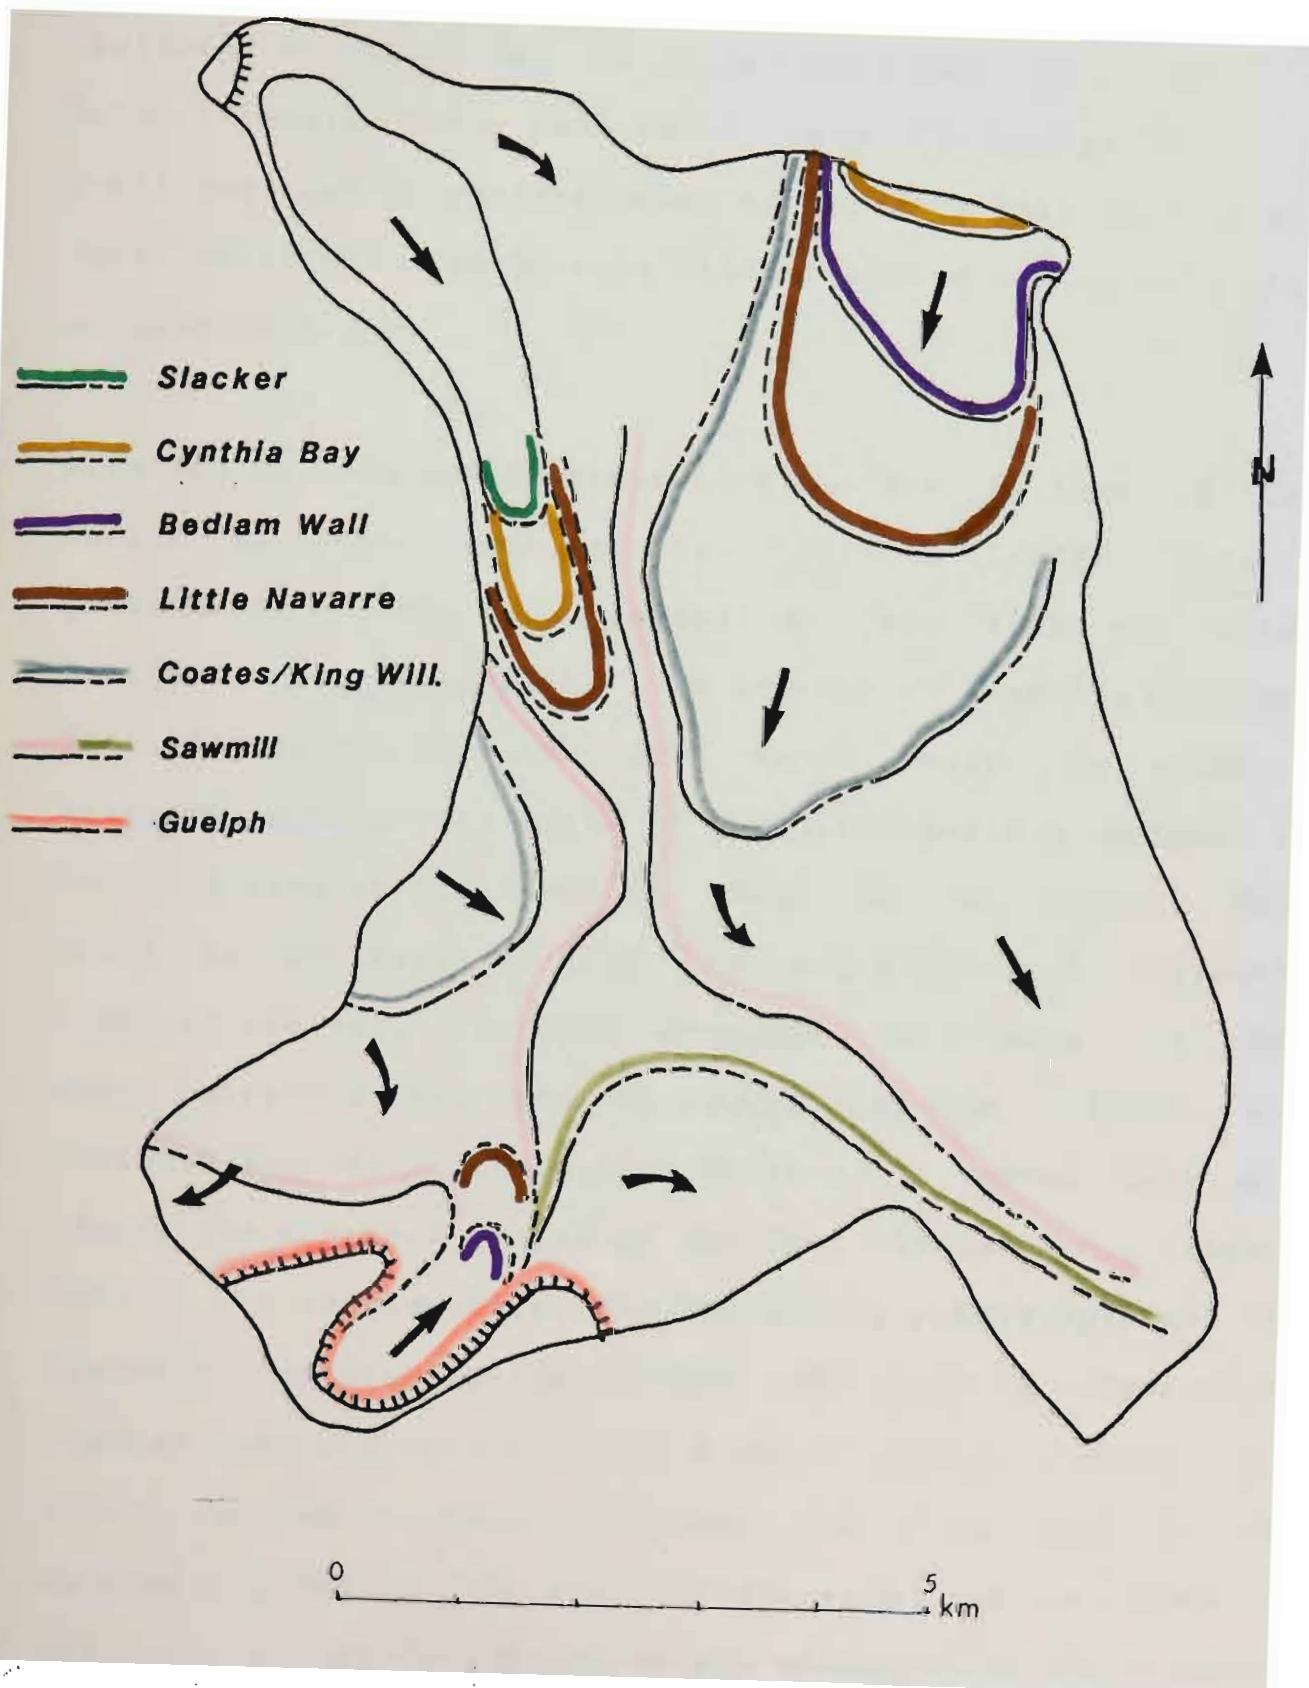 Slacker
Cynthia Bay
Bedlam Wall
Little Navarre
Coates/King Will.
Sawmill
Guelph
N
0 5
km